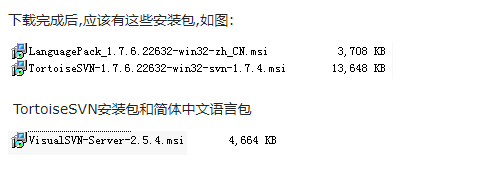 下载完成后,应该有这些安装包,如图：
LanguagePack_1.7.6.22632-win32-zh_CN.msi 3,708 KB
TortoiseSVN-1.7.6.22632-win32-svn-1.7.4.msi 13,648 KB
TortoiseSVN安装包和简体中文语言包
VisualSVN-Server-2.5.4.msi 4,664 KB